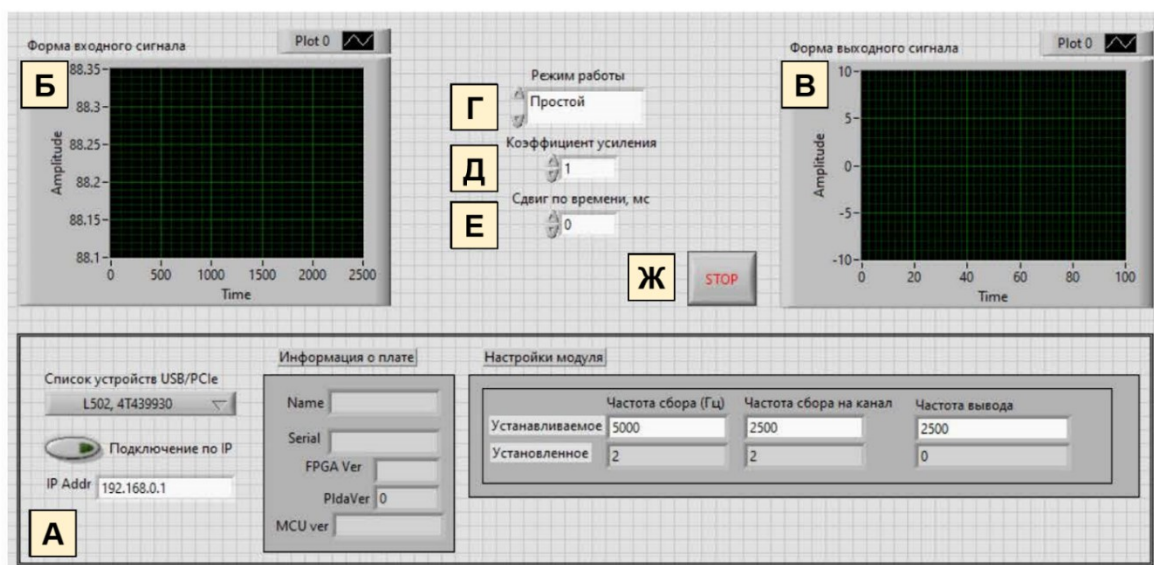 Форма входного сигнала
Plot 0
Б
88.35
88.3
88.25
88.2
88.15
88.1
Amplitude
0 500 1000 1500 2000 2500
Time
Режим работы
Г
Простой
Коэффициент усиления
Д
1
Сдвиг по времени, мс
Е
0
Ж
STOP
Форма выходного сигнала
Plot 0
В
10
5
0
-5
-10
Amplitude
0 20 40 60 80 100
Time
Список устройств USB/PCIe
L502, 4T439930
Подключение по IP
IP Addr 192.168.0.1
А
Информация о плате
Name
Serial
FPGA Ver
PldaVer 0
MCU ver
Настройки модуля
Частота сбора (Гц) Частота сбора на канал Частота вывода
Устанавливаемое 5000 2500 2500
Установленное 2 2 0